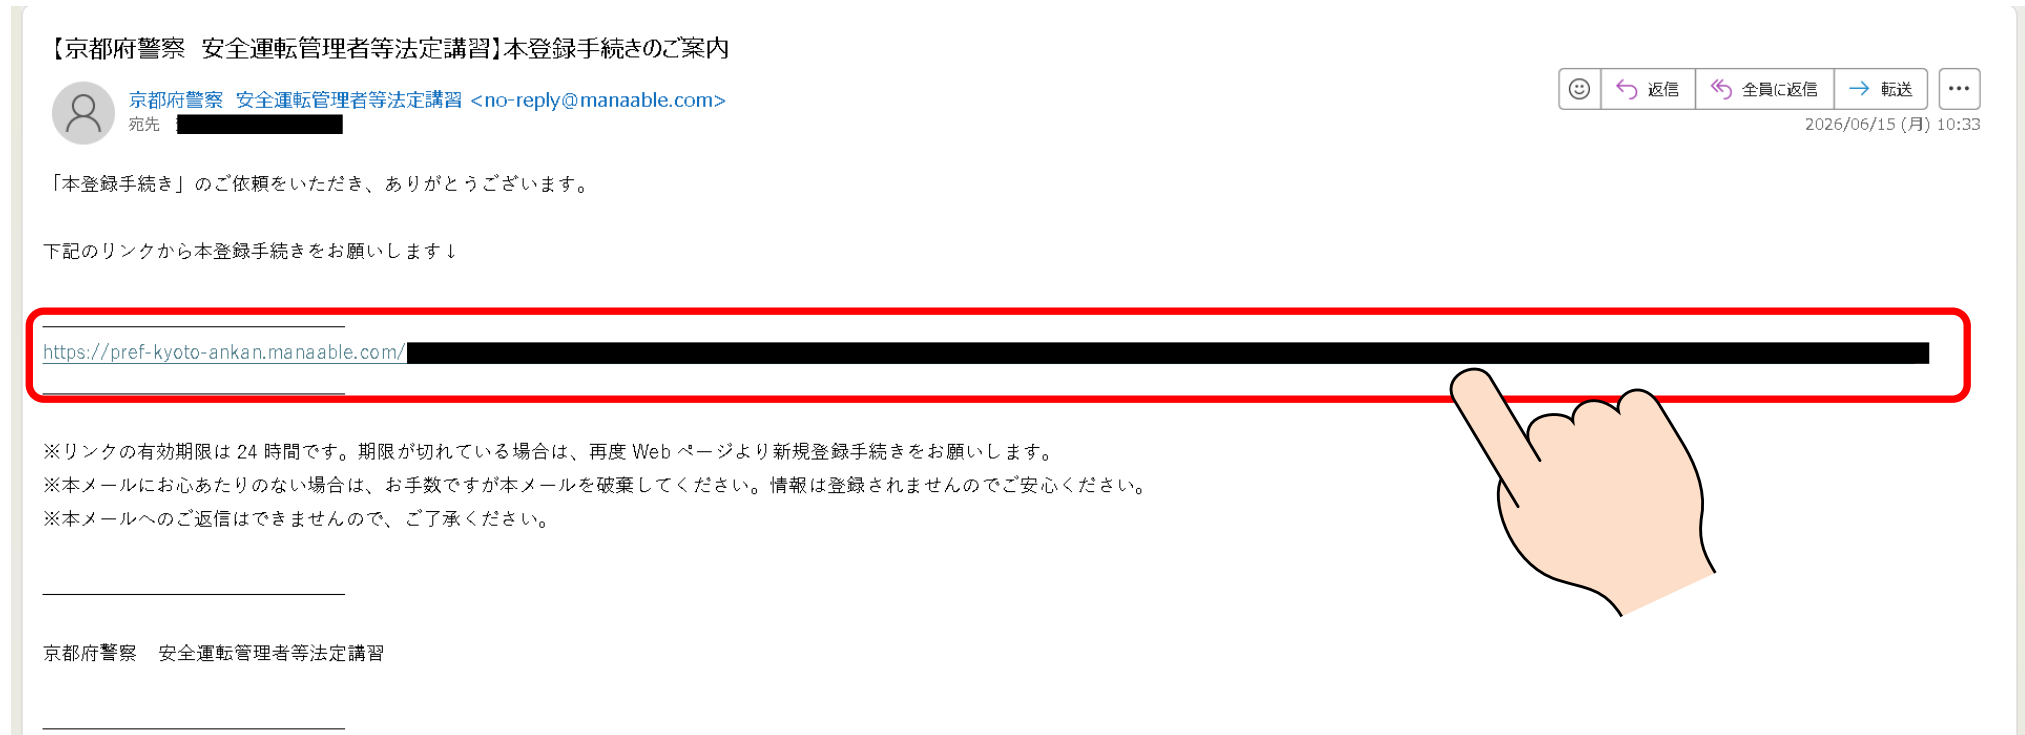 【京都府警察　安全運転管理者等法定講習】本登録手続きのご案内
京都府警察　安全運転管理者等法定講習 <no-reply@manaable.com>
宛先
返信
全員に返信
転送
2026/06/15 (月) 10:33
「本登録手続き」のご依頼をいただき、ありがとうございます。
下記のリンクから本登録手続きをお願いします↓
https://pref-kyoto-ankan.manaable.com/
※リンクの有効期限は 24 時間です。期限が切れている場合は、再度 Web ページより新規登録手続きをお願いします。
※本メールにお心あたりのない場合は、お手数ですが本メールを破棄してください。情報は登録されませんのでご安心ください。
※本メールへのご返信はできませんので、ご了承ください。
京都府警察　安全運転管理者等法定講習